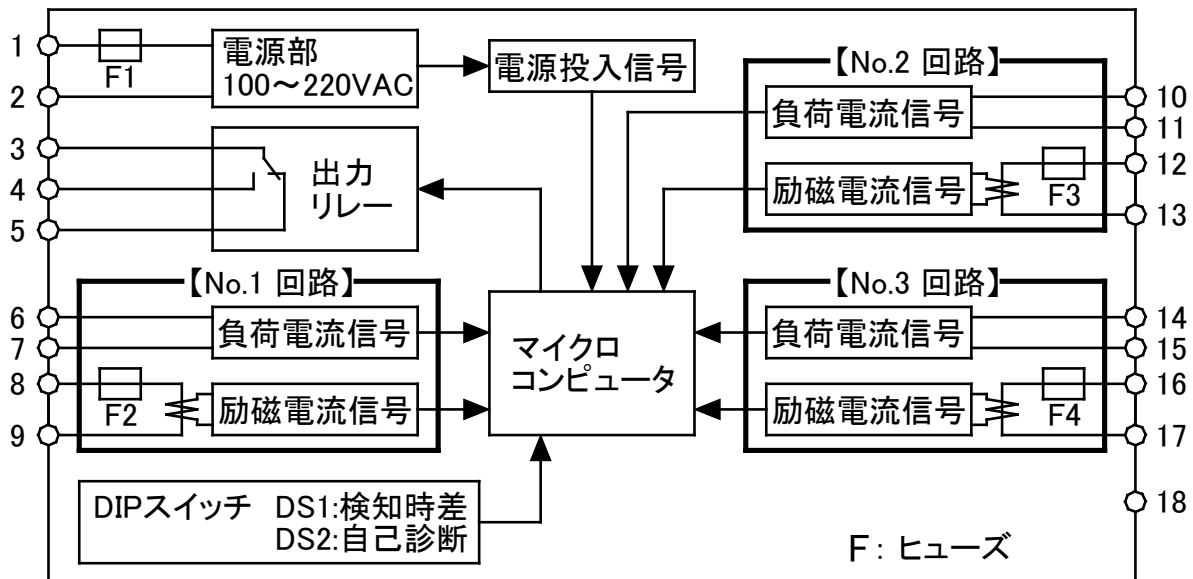 1
2
3
4
5
6
7
8
9
F1
電源部
100～220VAC
電源投入信号
出力
リレー
【No.1 回路】
負荷電流信号
励磁電流信号
F2
マイクロ
コンピュータ
DIPスイッチ DS1:検知時差
DS2:自己診断
【No.2 回路】
負荷電流信号
励磁電流信号
F3
【No.3 回路】
負荷電流信号
励磁電流信号
F4
10
11
12
13
14
15
16
17
18
F: ヒューズ